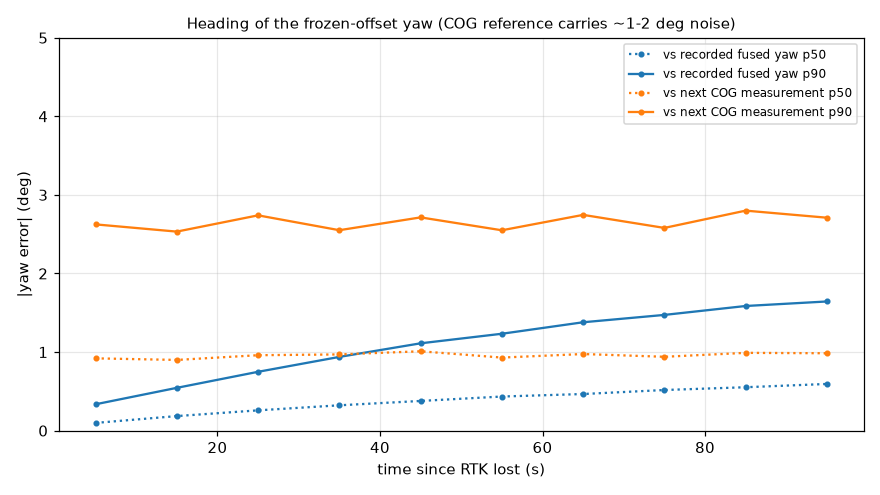 Heading of the frozen-offset yaw (COG reference carries ~1-2 deg noise)
vs recorded fused yaw p50
vs recorded fused yaw p90
vs next COG measurement p50
vs next COG measurement p90
|yaw error| (deg)
5
4
3
2
1
0
20
40
60
80
time since RTK lost (s)